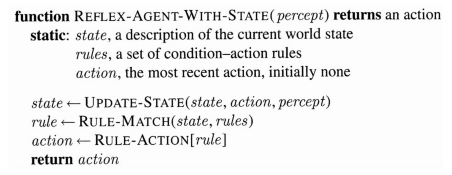 function REFLEX-AGENT-WITH-STATE(percept) returns an action
static: state, a description of the current world state
rules, a set of condition–action rules
action, the most recent action, initially none
state ← UPDATE-STATE(state, action, percept)
rule ← RULE-MATCH(state, rules)
action ← RULE-ACTION[rule]
return action